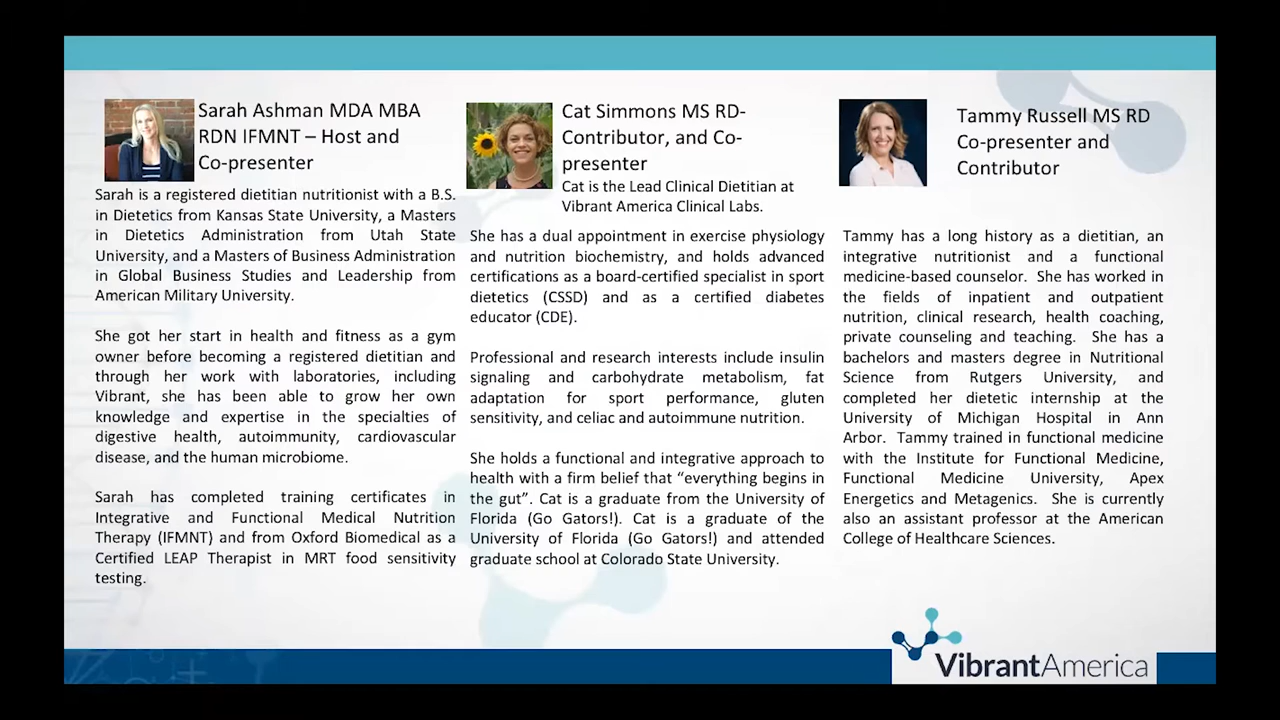 Sarah Ashman MDA MBA
RDN IFMNT – Host and
Co-presenter
Sarah is a registered dietitian nutritionist with a B.S.
in Dietetics from Kansas State University, a Masters
in Dietetics Administration from Utah State
University, and a Masters of Business Administration
in Global Business Studies and Leadership from
American Military University.
She got her start in health and fitness as a gym
owner before becoming a registered dietitian and
through her work with laboratories, including
Vibrant, she has been able to grow her own
knowledge and expertise in the specialties of
digestive health, autoimmunity, cardiovascular
disease, and the human microbiome.
Sarah has completed training certificates in
Integrative and Functional Medical Nutrition
Therapy (IFMNT) and from Oxford Biomedical as a
Certified LEAP Therapist in MRT food sensitivity
testing.
Cat Simmons MS RD-
Contributor, and Co-
presenter
Cat is the Lead Clinical Dietitian at
Vibrant America Clinical Labs.
She has a dual appointment in exercise physiology
and nutrition biochemistry, and holds advanced
certifications as a board-certified specialist in sport
dietetics (CSSD) and as a certified diabetes
educator (CDE).
Professional and research interests include insulin
signaling and carbohydrate metabolism, fat
adaptation for sport performance, gluten
sensitivity, and celiac and autoimmune nutrition.
She holds a functional and integrative approach to
health with a firm belief that “everything begins in
the gut”. Cat is a graduate from the University of
Florida (Go Gators!). Cat is a graduate of the
University of Florida (Go Gators!) and attended
graduate school at Colorado State University.
Tammy Russell MS RD
Co-presenter and
Contributor
Tammy has a long history as a dietitian, an
integrative nutritionist and a functional
medicine-based counselor. She has worked in
the fields of inpatient and outpatient
nutrition, clinical research, health coaching,
private counseling and teaching. She has a
bachelors and masters degree in Nutritional
Science from Rutgers University, and
completed her dietetic internship at the
University of Michigan Hospital in Ann
Arbor. Tammy trained in functional medicine
with the Institute for Functional Medicine,
Functional Medicine University, Apex
Energetics and Metagenics. She is currently
also an assistant professor at the American
College of Healthcare Sciences.
VibrantAmerica